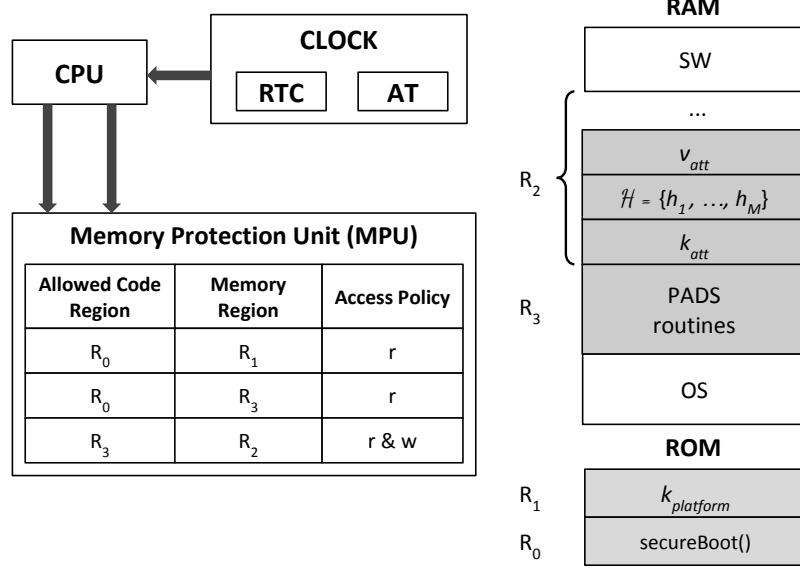 CPU
CLOCK
RTC AT
Memory Protection Unit (MPU)
Allowed Code Region Memory Region Access Policy
R0 R1 r
R0 R3 r
R3 R2 r & w
RAM
SW
...
R2
vatt
ℋ = {h1, ..., hM}
katt
R3
PADS
routines
OS
ROM
R1 kplatform
R0 secureBoot()